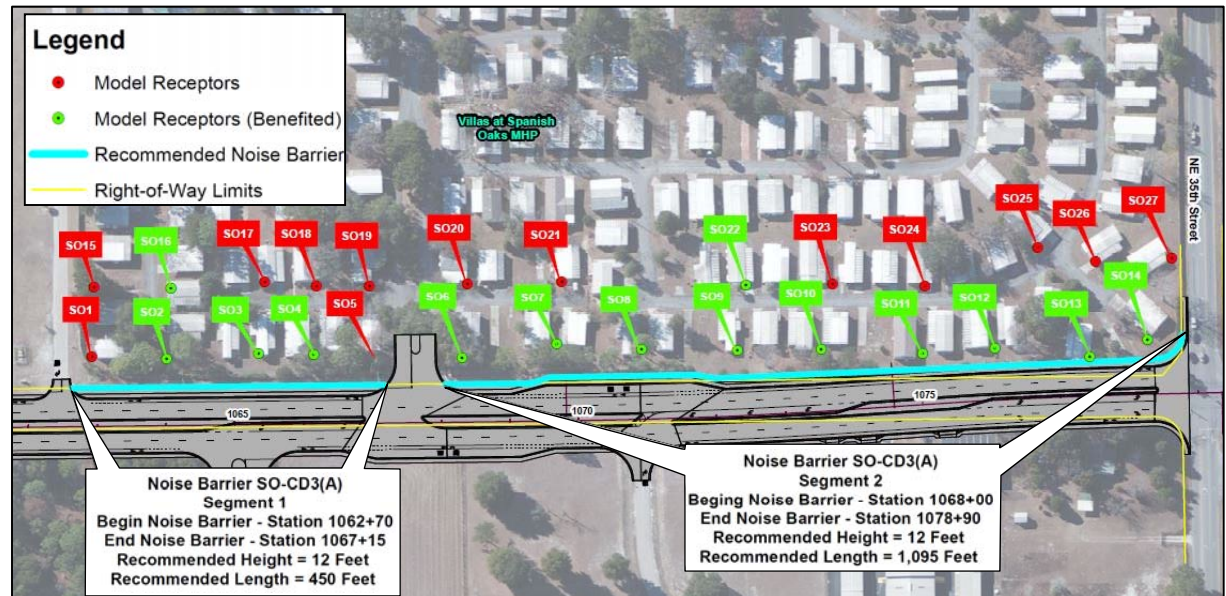 Legend
Model Receptors
Model Receptors (Benefited)
Recommended Noise Barrier
Right-of-Way Limits
Villas at Spanish
Oaks MHP
NE 35th Street
SO15
SO16
SO17
SO18
SO19
SO20
SO21
SO22
SO23
SO24
SO25
SO26
SO27
SO1
SO2
SO3
SO4
SO5
SO6
SO7
SO8
SO9
SO10
SO11
SO12
SO13
SO14
1065
1070
1075
Noise Barrier SO-CD3(A)
Segment 1
Begin Noise Barrier - Station 1062+70
End Noise Barrier - Station 1067+15
Recommended Height = 12 Feet
Recommended Length = 450 Feet
Noise Barrier SO-CD3(A)
Segment 2
Beging Noise Barrier - Station 1068+00
End Noise Barrier - Station 1078+90
Recommended Height = 12 Feet
Recommended Length = 1,095 Feet